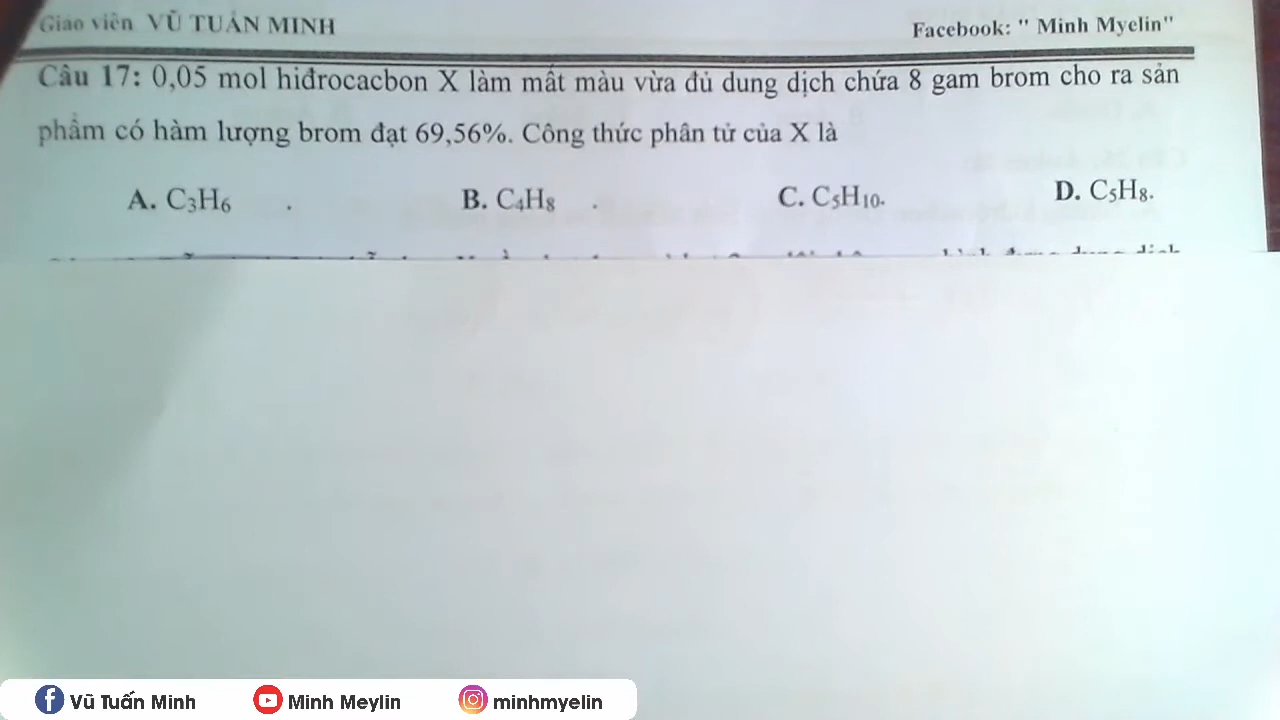 Giáo viên VŨ TUẤN MINH Facebook: " Minh Myelin"
Câu 17: 0,05 mol hiđrocacbon X làm mất màu vừa đủ dung dịch chứa 8 gam brom cho ra sản
phẩm có hàm lượng brom đạt 69,56%. Công thức phân tử của X là
A. C₃H₆ . B. C₄H₈ . C. C₅H₁₀. D. C₅H₈.
Vũ Tuấn Minh Minh Meylin minhmyelin